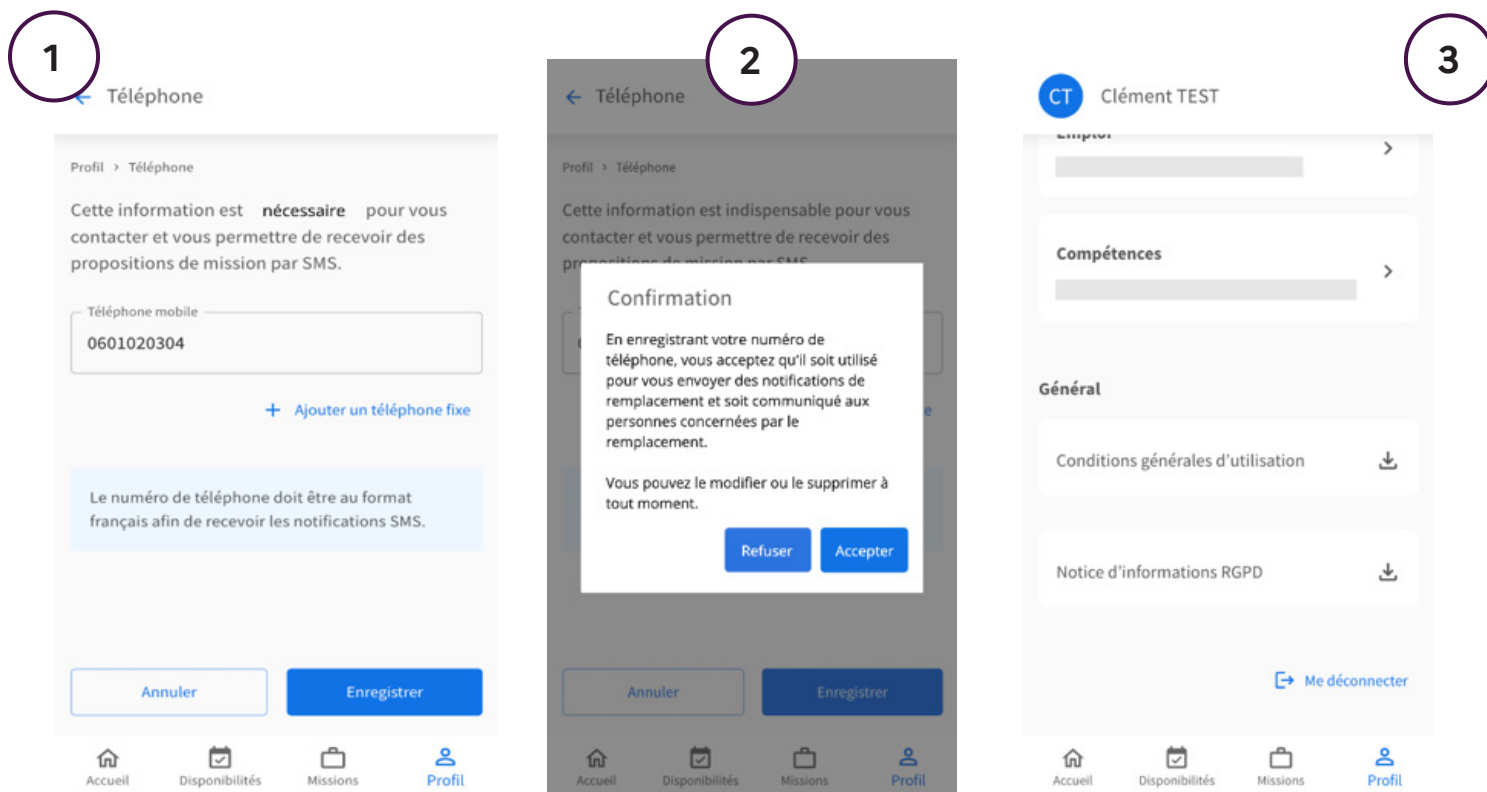 1
Téléphone
Profil > Téléphone
Cette information est nécessaire pour vous
contacter et vous permettre de recevoir des
propositions de mission par SMS.
Téléphone mobile
0601020304
+ Ajouter un téléphone fixe
Le numéro de téléphone doit être au format
français afin de recevoir les notifications SMS.
Annuler
Enregistrer
Accueil
Disponibilités
Missions
Profil
2
Téléphone
Profil > Téléphone
Cette information est indispensable pour vous
contacter et vous permettre de recevoir des
propositions de mission par SMS
Confirmation
En enregistrant votre numéro de
téléphone, vous acceptez qu'il soit utilisé
pour vous envoyer des notifications de
remplacement et soit communiqué aux
personnes concernées par le
remplacement.
Vous pouvez le modifier ou le supprimer à
tout moment.
Refuser
Accepter
Annuler
Enregistrer
Accueil
Disponibilités
Missions
Profil
3
CT
Clément TEST
Emploi
Compétences
Général
Conditions générales d'utilisation
Notice d'informations RGPD
Me déconnecter
Accueil
Disponibilités
Missions
Profil